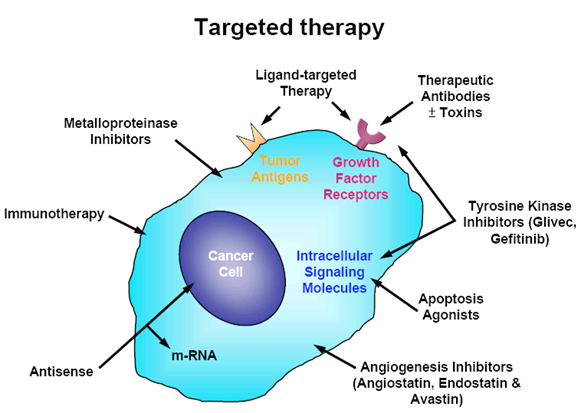 Targeted therapy
Ligand-targeted
Therapy
Therapeutic
Antibodies
± Toxins
Metalloproteinase
Inhibitors
Tumor
Antigens
Growth
Factor
Receptors
Immunotherapy
Tyrosine Kinase
Inhibitors (Glivec,
Gefitinib)
Cancer
Cell
Intracellular
Signaling
Molecules
Apoptosis
Agonists
m-RNA
Antisense
Angiogenesis Inhibitors
(Angiostatin, Endostatin &
Avastin)